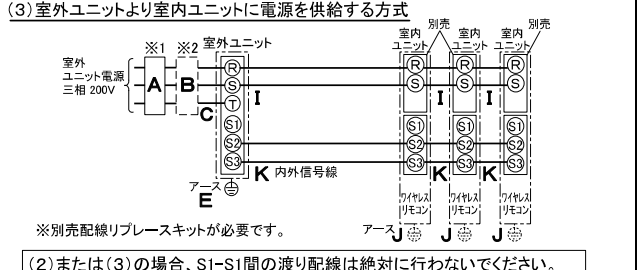 (3)室外ユニットより室内ユニットに電源を供給する方式
※1 ※2 室外ユニット
室内
ユニット
別売
室内
ユニット
室内
ユニット
別売
室外
ユニット電源
三相 200V
A B C
R S T S1 S2 S3
I
R S S1 S2 S3
I
R S S1 S2 S3
I
R S S1 S2 S3
K 内外信号線
K K
アース
E
ワイヤレス
リモコン
ワイヤレス
リモコン
ワイヤレス
リモコン
※別売配線リプレースキットが必要です。
アース J J J
(2)または(3)の場合、S1-S1間の渡り配線は絶対に行わないでください。